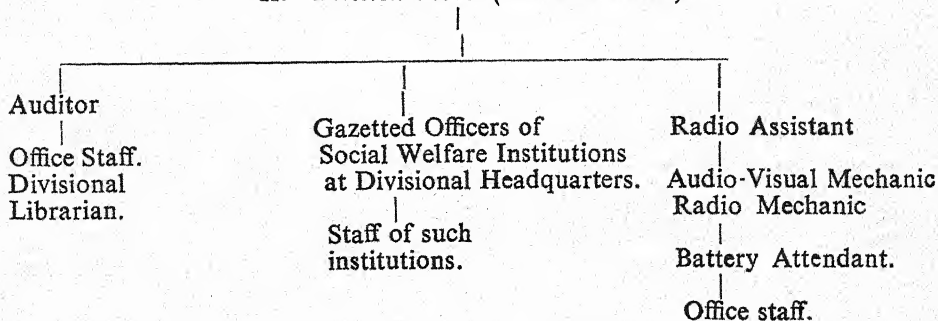 Auditor
Office Staff.
Divisional
Librarian.
Gazetted Officers of
Social Welfare Institutions
at Divisional Headquarters.
Staff of such
institutions.
Radio Assistant
Audio-Visual Mechanic
Radio Mechanic
Battery Attendant.
Office staff.